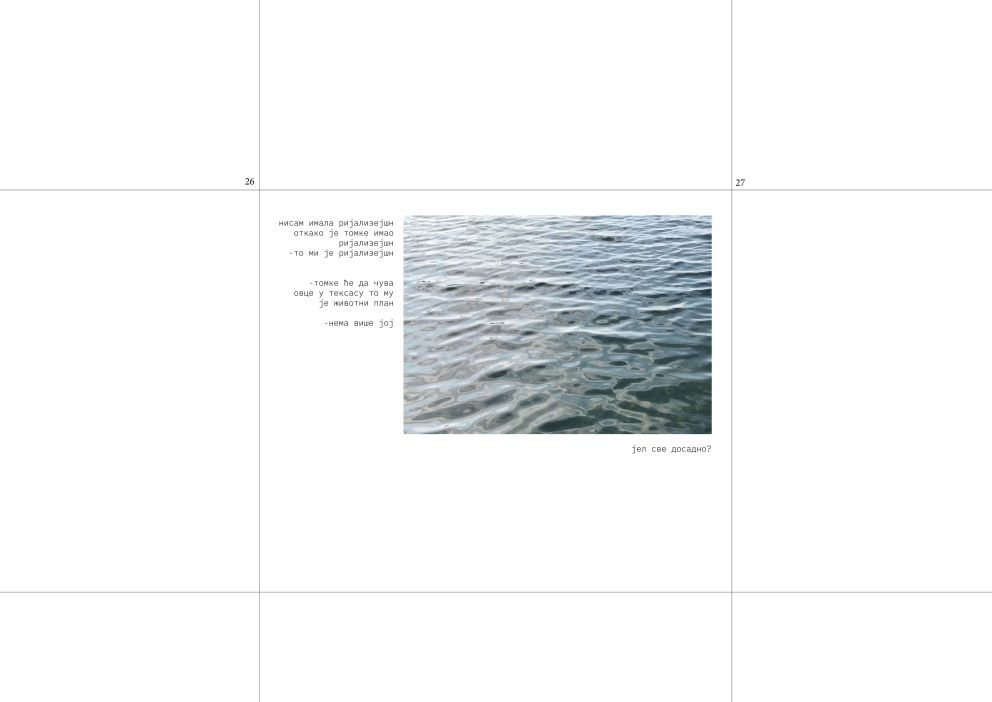 26
27
нисам имала ријализејшн
откако је томке имао
ријализејшн
-то ми је ријализејшн
-томке ће да чува
овце у тексасу то му
је животни план
-нема више јој
јел све досадно?